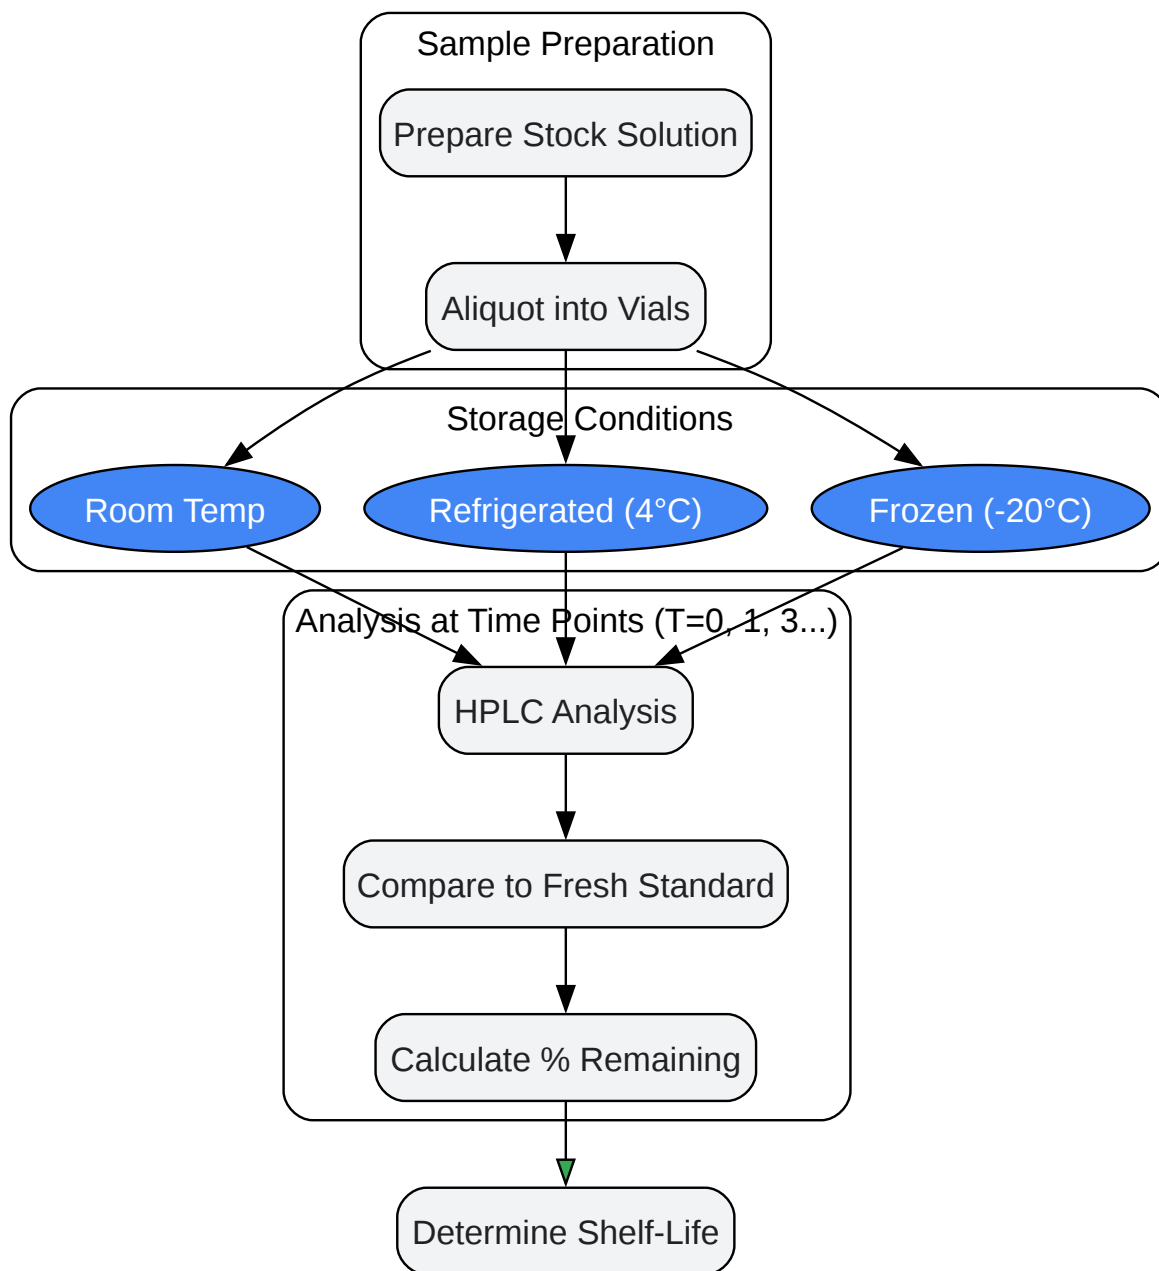 Sample Preparation
Prepare Stock Solution
Aliquot into Vials
Storage Conditions
Room Temp
Refrigerated (4°C)
Frozen (-20°C)
Analysis at Time Points (T=0, 1, 3...)
HPLC Analysis
Compare to Fresh Standard
Calculate % Remaining
Determine Shelf-Life